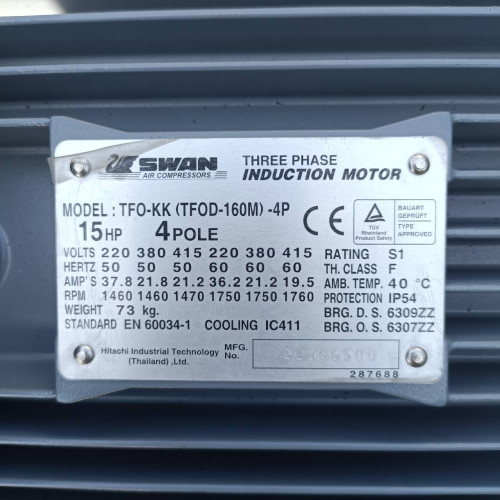 SWAN
AIR COMPRESSORS
THREE PHASE
INDUCTION MOTOR
MODEL : TFO-KK (TFOD-160M) -4P
15 HP 4 POLE
VOLTS 220 380 415 220 380 415
HERTZ 50 50 50 60 60 60
AMP'S 37.8 21.8 21.2 36.2 21.2 19.5
RPM 1460 1460 1470 1750 1750 1760
WEIGHT 73 kg.
STANDARD EN 60034-1 COOLING IC411
CE
TÜV
Rheinland
Product Safety
BAUART
GEPRÜFT
TYPE
APPROVED
RATING S1
TH. CLASS F
AMB. TEMP. 40 °C
PROTECTION IP54
BRG. D. S. 6309ZZ
BRG. O. S. 6307ZZ
Hitachi Industrial Technology
(Thailand) ,Ltd.
MFG.
No.
287688